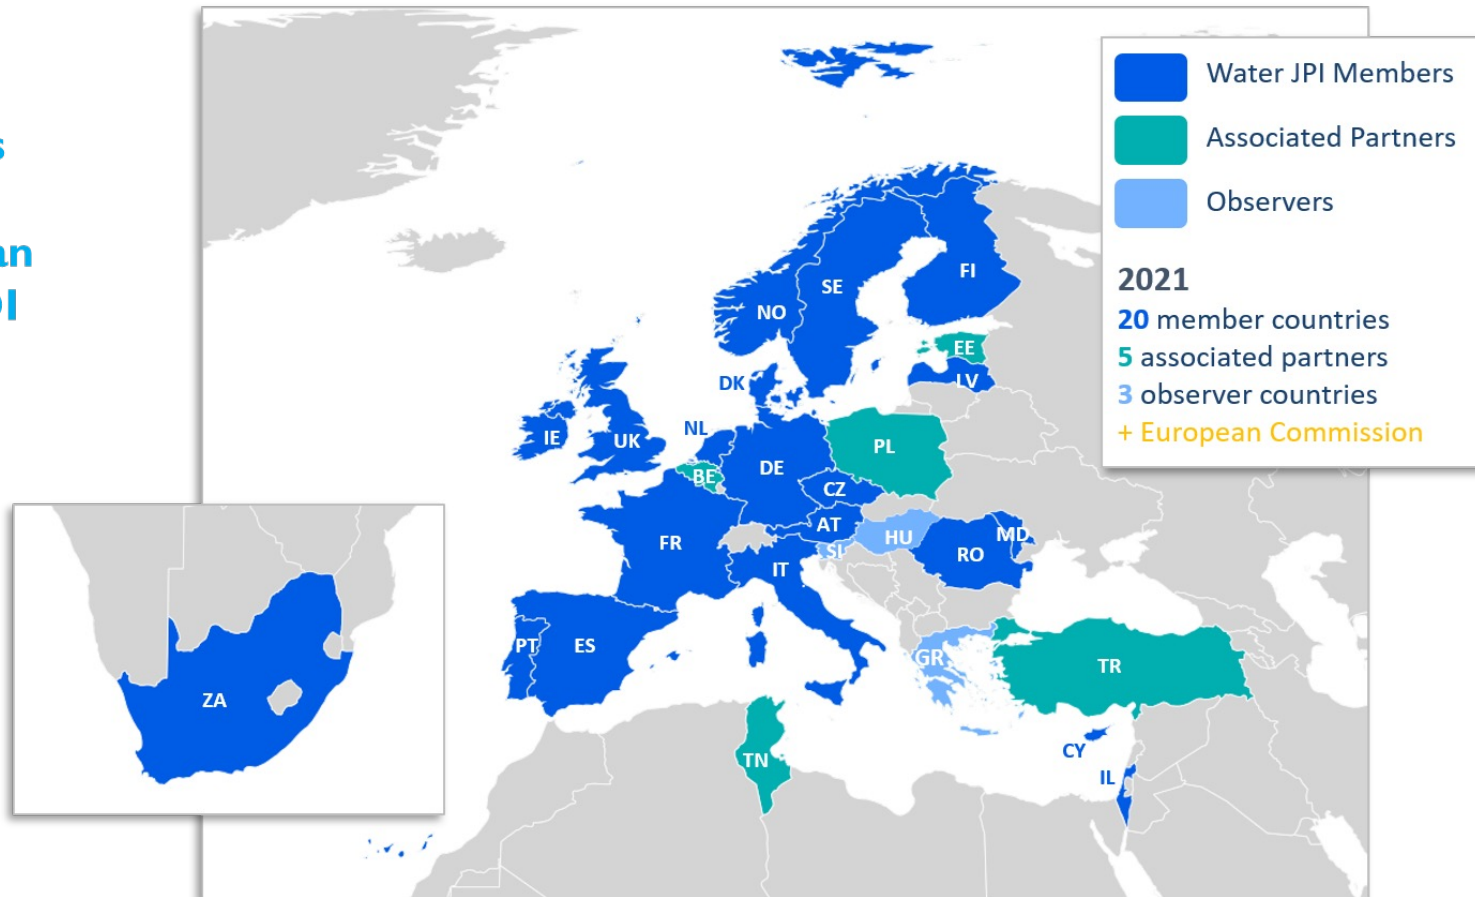 s
an
DI
Water JPI Members
Associated Partners
Observers
2021
20 member countries
5 associated partners
3 observer countries
+ European Commission
FI
SE
NO
EE
LV
DK
NL
IE
UK
PL
DE
BE
CZ
AT
MD
HU
SI
RO
FR
IT
PT
ES
GR
TR
ZA
TN
CY
IL